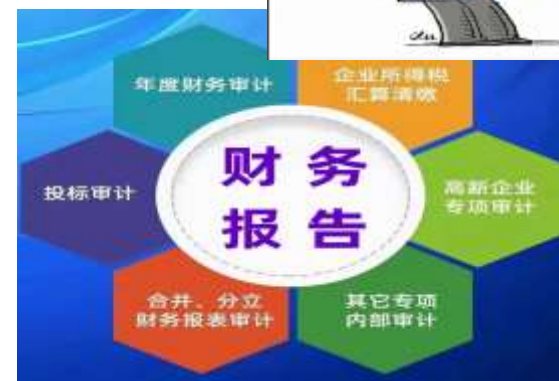 年度财务审计
企业所得税
汇算清缴
投标审计
财务
报告
高新企业
专项审计
合并、分立
财务报表审计
其它专项
内部审计